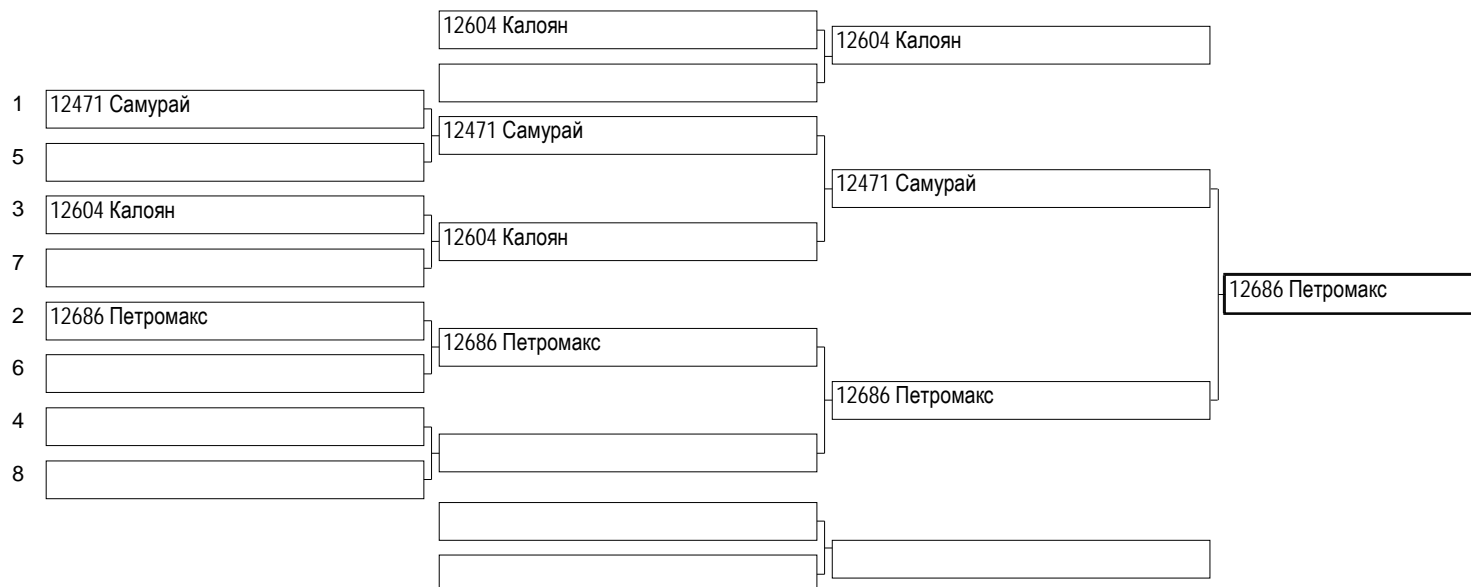 12604 Калоян
12604 Калоян
1 12471 Самурай
12471 Самурай
5
12471 Самурай
3 12604 Калоян
12604 Калоян
7
12686 Петромакс
2 12686 Петромакс
12686 Петромакс
6
12686 Петромакс
4
8